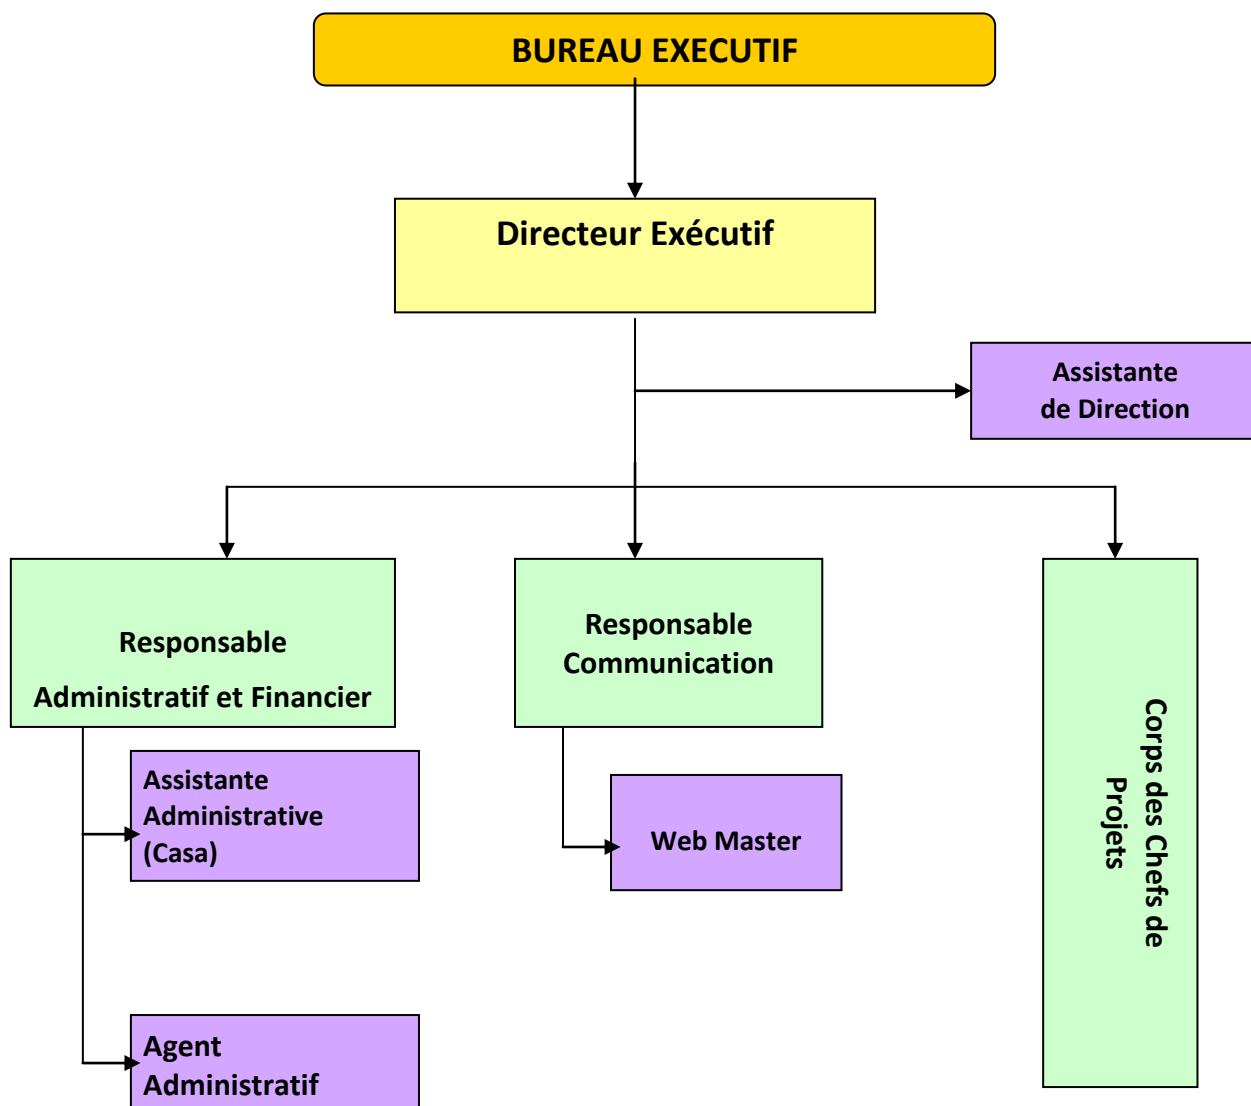 BUREAU EXECUTIF
Directeur Exécutif
Assistante
de Direction
Responsable
Administratif et Financier
Responsable
Communication
Corps des Chefs de
Projets
Assistante
Administrative
(Casa)
Web Master
Agent
Administratif